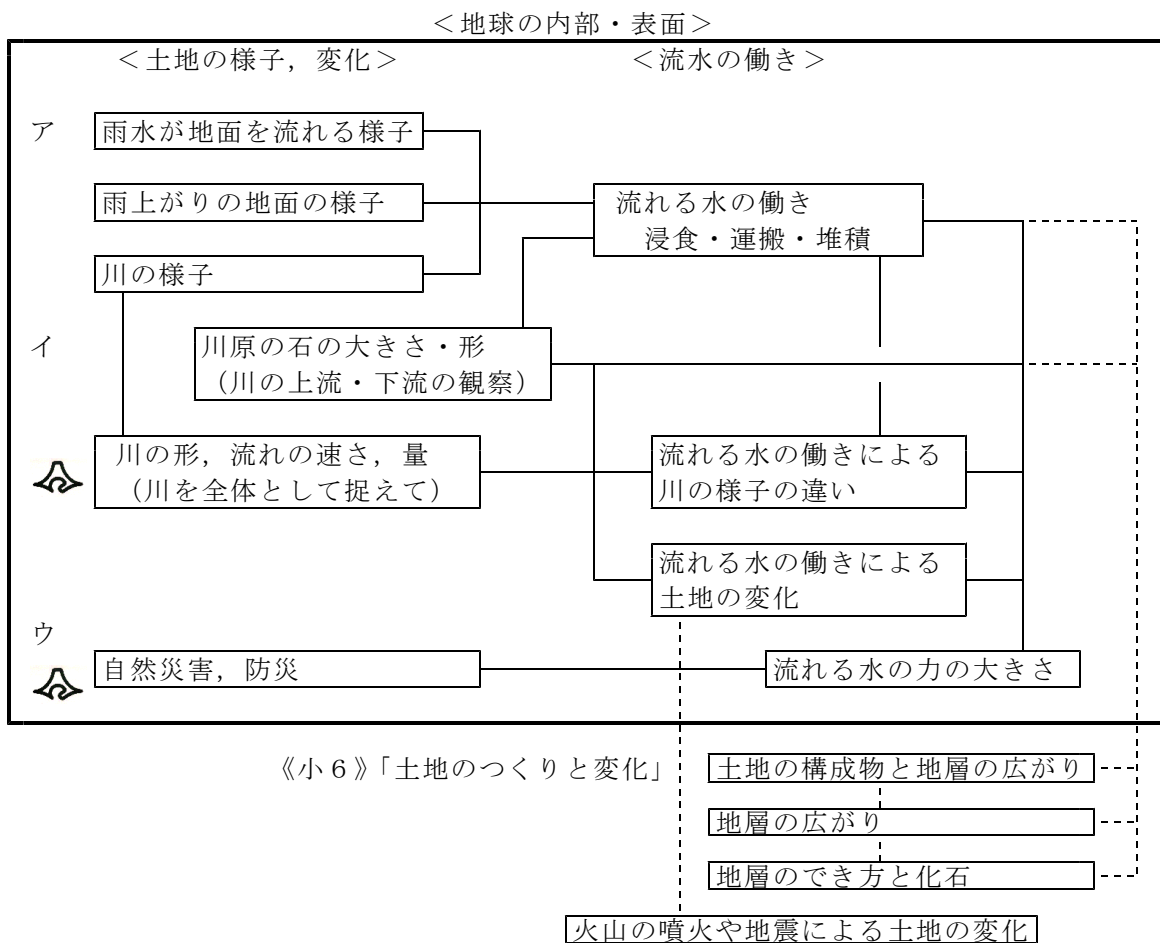 ＜地球の内部・表面＞
＜土地の様子，変化＞
＜流水の働き＞
ア
雨水が地面を流れる様子
雨上がりの地面の様子
流れる水の働き
浸食・運搬・堆積
川の様子
イ
川原の石の大きさ・形
（川の上流・下流の観察）
川の形，流れの速さ，量
（川を全体として捉えて）
流れる水の働きによる
川の様子の違い
流れる水の働きによる
土地の変化
ウ
自然災害，防災
流れる水の力の大きさ
《小６》「土地のつくりと変化」
土地の構成物と地層の広がり
地層の広がり
地層のでき方と化石
火山の噴火や地震による土地の変化